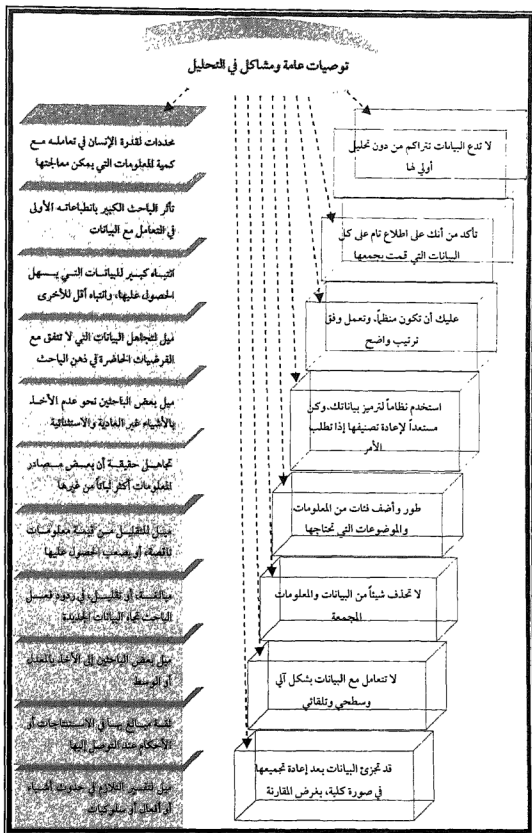 توصيات عامة ومشاكل في التحليل
لا تدع البيانات تتراكم من دون تحليل
أولي لها
تأكد من أنك على اطلاع تام على كل
البيانات التي قمت بجمعها
عليك أن تكون منظماً، وتعمل وفق
ترتيب واضح
استخدم نظاماً لترميز بياناتك، وكن
مستعداً لإعادة تصنيفها إذا تطلب
الأمر
طور وأضف فئات من المعلومات
والموضوعات التي تحتاجها
لا تحذف شيئاً من البيانات والمعلومات
المجمعة
لا تتعامل مع البيانات بشكل آلي
وسطحي وتلقائي
قد تجزئ البيانات بعد إعادة تجميعها
في صورة كلية، بغرض المقارنة
محددات لقدرة الإنسان في تعامله مع
كمية المعلومات التي يمكن معالجتها
تأثر الباحث الكبير بانطباعاته الأولى
في التعامل مع البيانات
انتباه كبير للبيانات التي يسهل
الحصول عليها، وانتباه أقل للأخرى
ميل لتجاهل البيانات التي لا تتفق مع
الفرضيات الحاضرة في ذهن الباحث
ميل بعض الباحثين نحو عدم الأخذ
بالأشياء غير العادية والاستثنائية
تجاهل حقيقة أن بعض مصادر
المعلومات أكثر ثباتاً من غيرها
ميل للتقليل من قيمة معلومات
ناقصة، أو يصعب الحصول عليها
مبالغة، أو تقليل، في ردود فعل
الباحث تجاه البيانات الجديدة
ميل بعض الباحثين إلى الأخذ بالمعدل
أو الوسط
ثقة مبالغ بها في الاستنتاجات أو
الأحكام عند التوصل إليها
ميل لتفسير التلازم في حدوث أشياء
أو أفعال أو سلوكيات